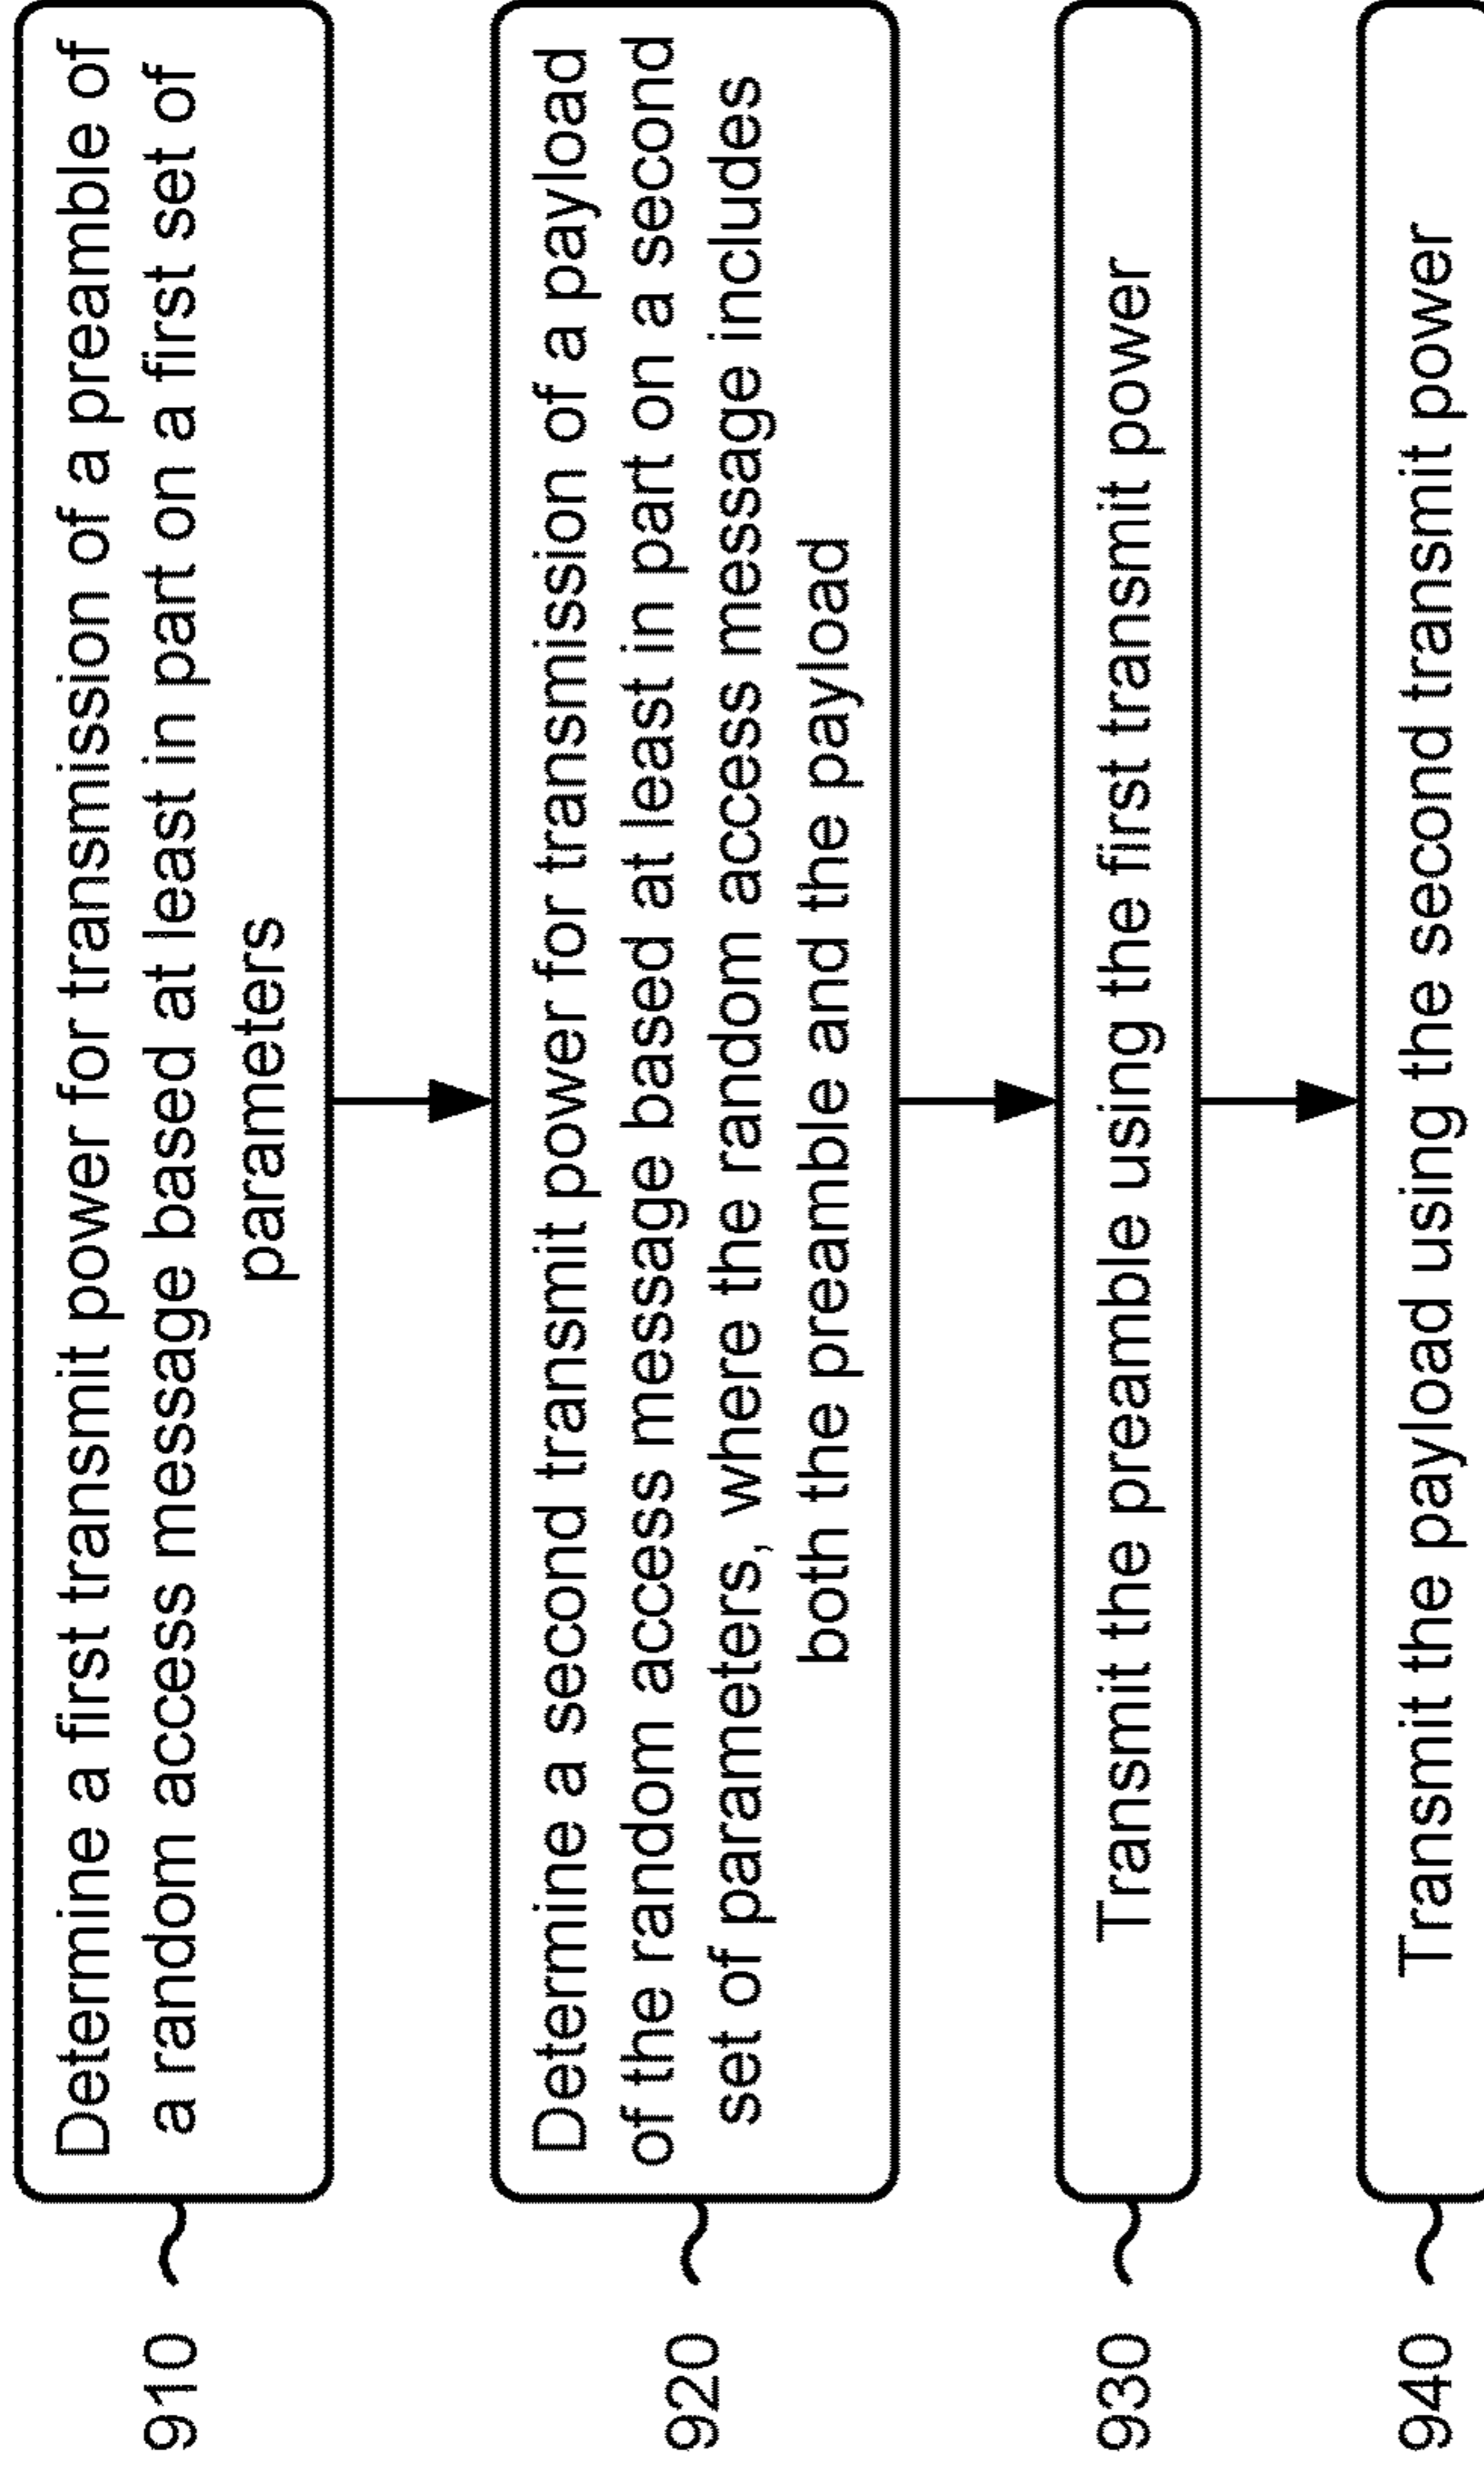 910
Determine a first transmit power for transmission of a preamble of
a random access message based at least in part on a first set of
parameters
920
Determine a second transmit power for transmission of a payload
of the random access message based at least in part on a second
set of parameters, where the random access message includes
both the preamble and the payload
930
Transmit the preamble using the first transmit power
940
Transmit the payload using the second transmit power